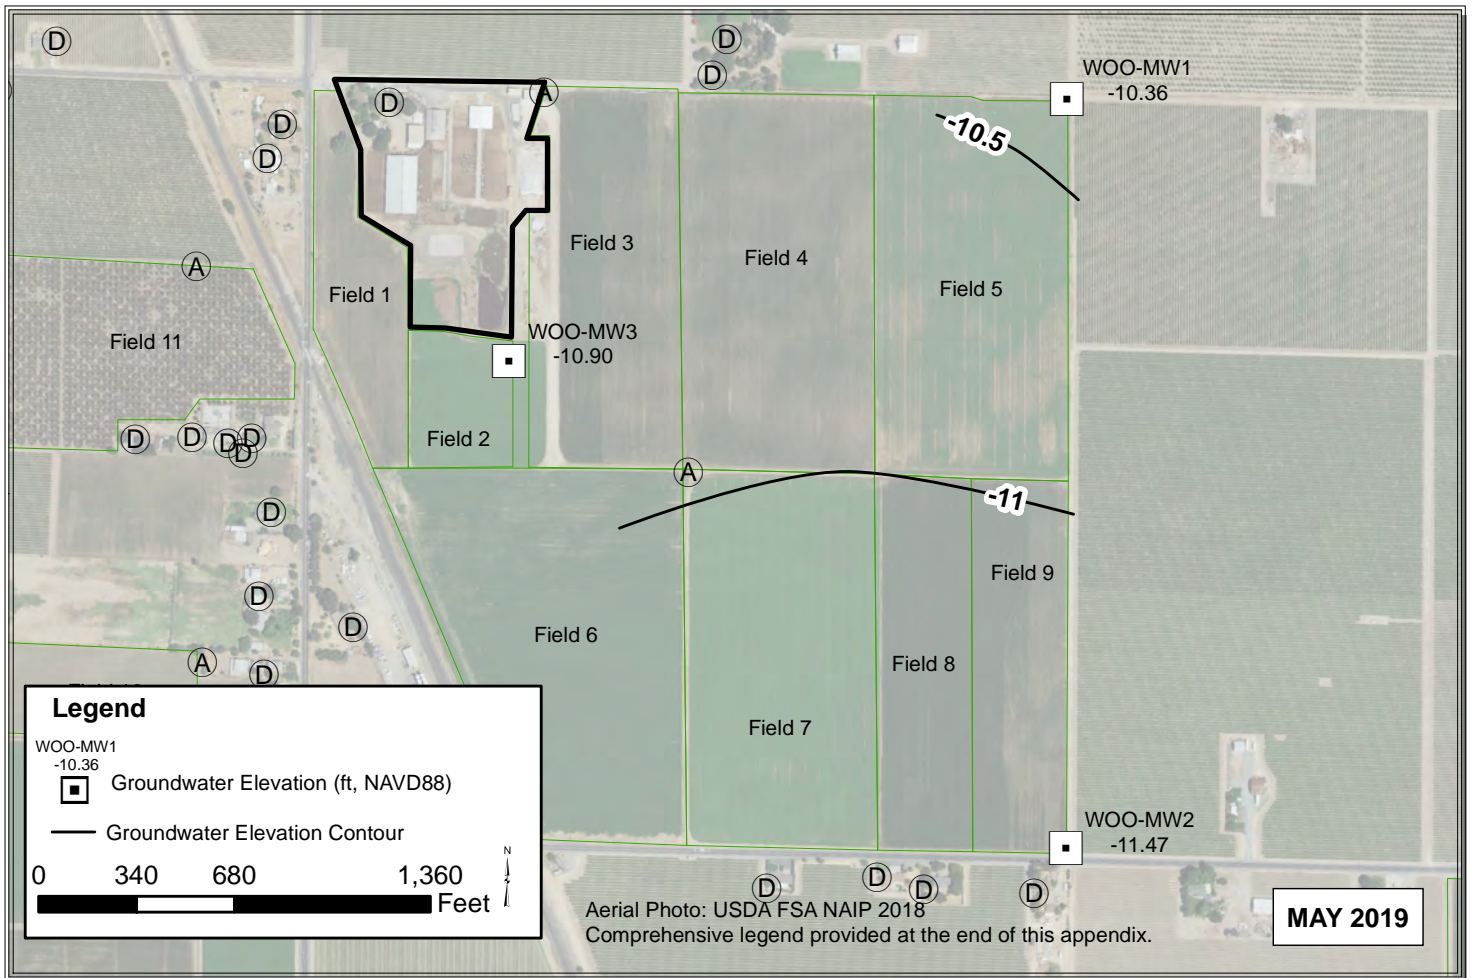 D
D
D
WOO-MW1
-10.36
D
A
D
D
-10.5
Field 3
Field 4
A
Field 5
Field 1
WOO-MW3
-10.90
Field 11
D
D
D
D
D
Field 2
A
-11
D
Field 9
D
D
Field 6
A
D
Field 8
Field 7
Legend
WOO-MW1
-10.36
Groundwater Elevation (ft, NAVD88)
Groundwater Elevation Contour
N
0 340 680 1,360
Feet
WOO-MW2
-11.47
D
D
D
D
Aerial Photo: USDA FSA NAIP 2018
Comprehensive legend provided at the end of this appendix.
MAY 2019